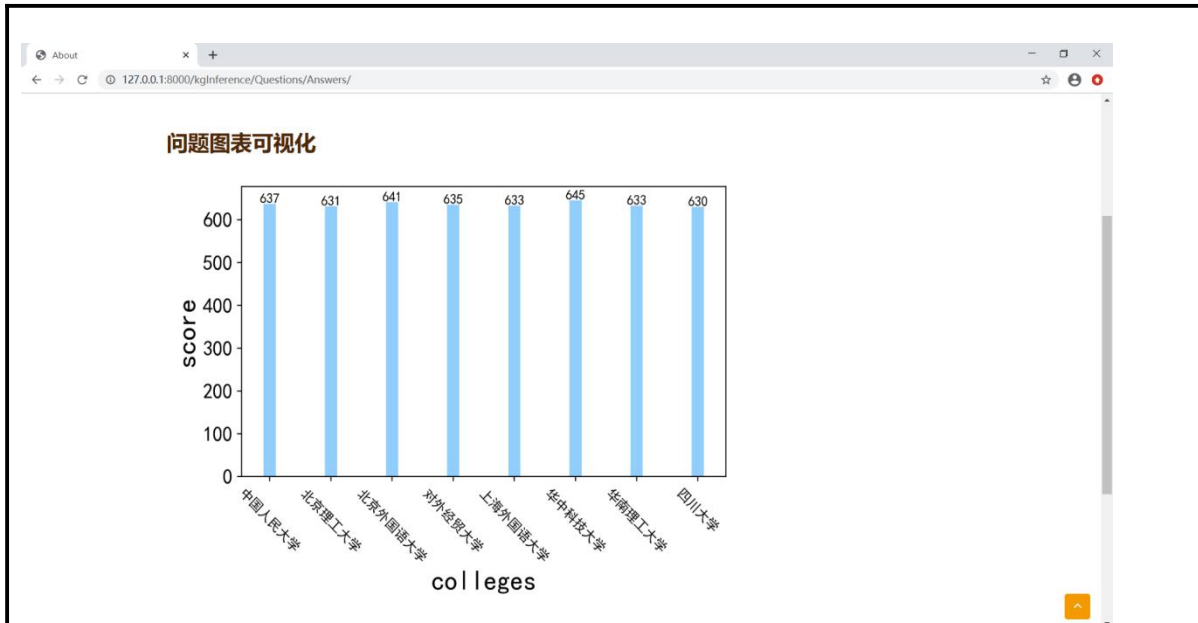 About
127.0.0.1:8000/kgInference/Questions/Answers/
问题图表可视化
637 631 641 635 633 645 633 630
600
500
400
300
200
100
0
score
中国人民大学
北京理工大学
北京外国语大学
对外经贸大学
上海外国语大学
华中科技大学
华南理工大学
四川大学
colleges